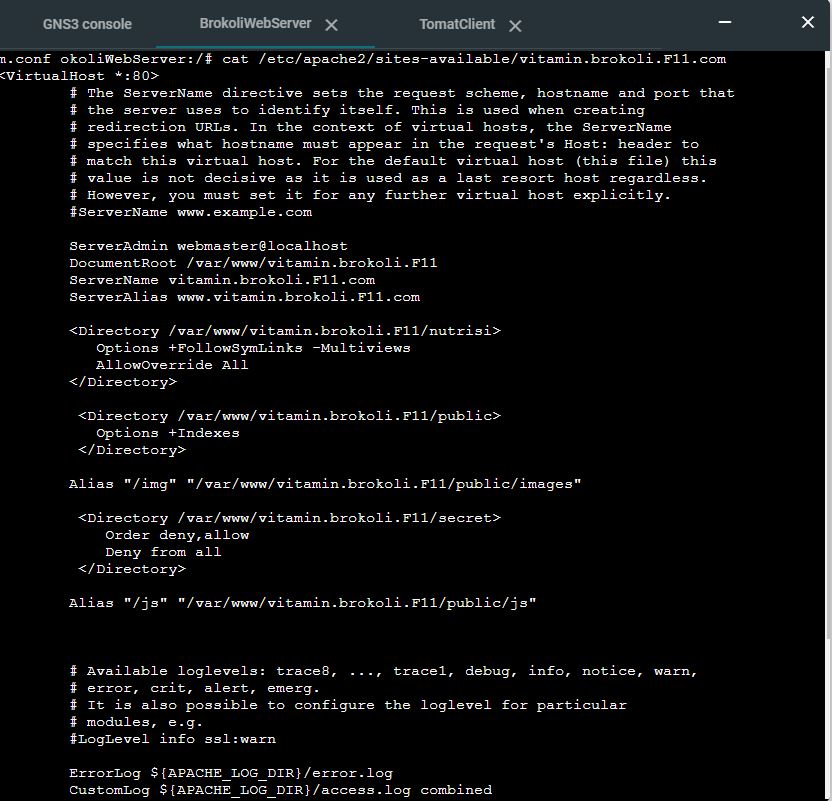 GNS3 console BrokoliWebServer TomatClient
m.conf okoliWebServer:/# cat /etc/apache2/sites-available/vitamin.brokoli.F11.com
<VirtualHost *:80>
# The ServerName directive sets the request scheme, hostname and port that
# the server uses to identify itself. This is used when creating
# redirection URLs. In the context of virtual hosts, the ServerName
# specifies what hostname must appear in the request's Host: header to
# match this virtual host. For the default virtual host (this file) this
# value is not decisive as it is used as a last resort host regardless.
# However, you must set it for any further virtual host explicitly.
#ServerName www.example.com
ServerAdmin webmaster@localhost
DocumentRoot /var/www/vitamin.brokoli.F11
ServerName vitamin.brokoli.F11.com
ServerAlias www.vitamin.brokoli.F11.com
<Directory /var/www/vitamin.brokoli.F11/nutrisi>
Options +FollowSymLinks -Multiviews
AllowOverride All
</Directory>
<Directory /var/www/vitamin.brokoli.F11/public>
Options +Indexes
</Directory>
Alias "/img" "/var/www/vitamin.brokoli.F11/public/images"
<Directory /var/www/vitamin.brokoli.F11/secret>
Order deny,allow
Deny from all
</Directory>
Alias "/js" "/var/www/vitamin.brokoli.F11/public/js"
# Available loglevels: trace8, ..., trace1, debug, info, notice, warn,
# error, crit, alert, emerg.
# It is also possible to configure the loglevel for particular
# modules, e.g.
#LogLevel info ssl:warn
ErrorLog ${APACHE_LOG_DIR}/error.log
CustomLog ${APACHE_LOG_DIR}/access.log combined